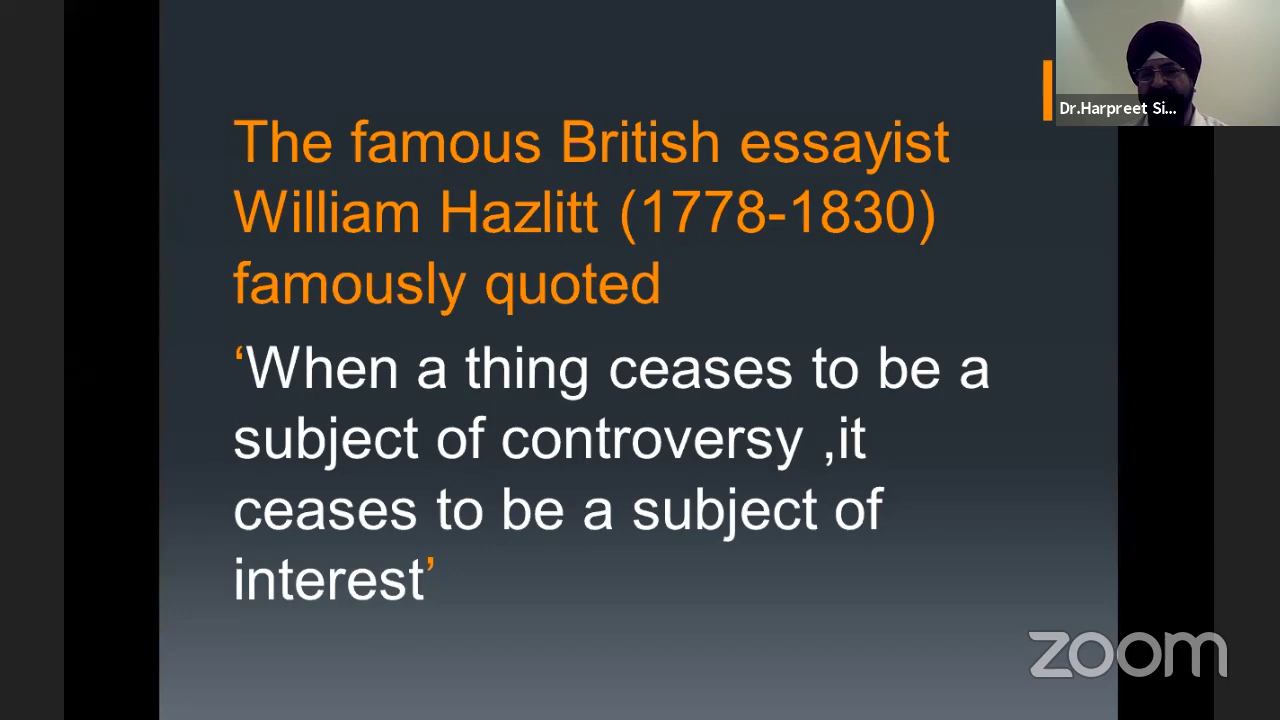 The famous British essayist
William Hazlitt (1778-1830)
famously quoted
‘When a thing ceases to be a
subject of controversy ,it
ceases to be a subject of
interest’
Dr.Harpreet Si...
zoom